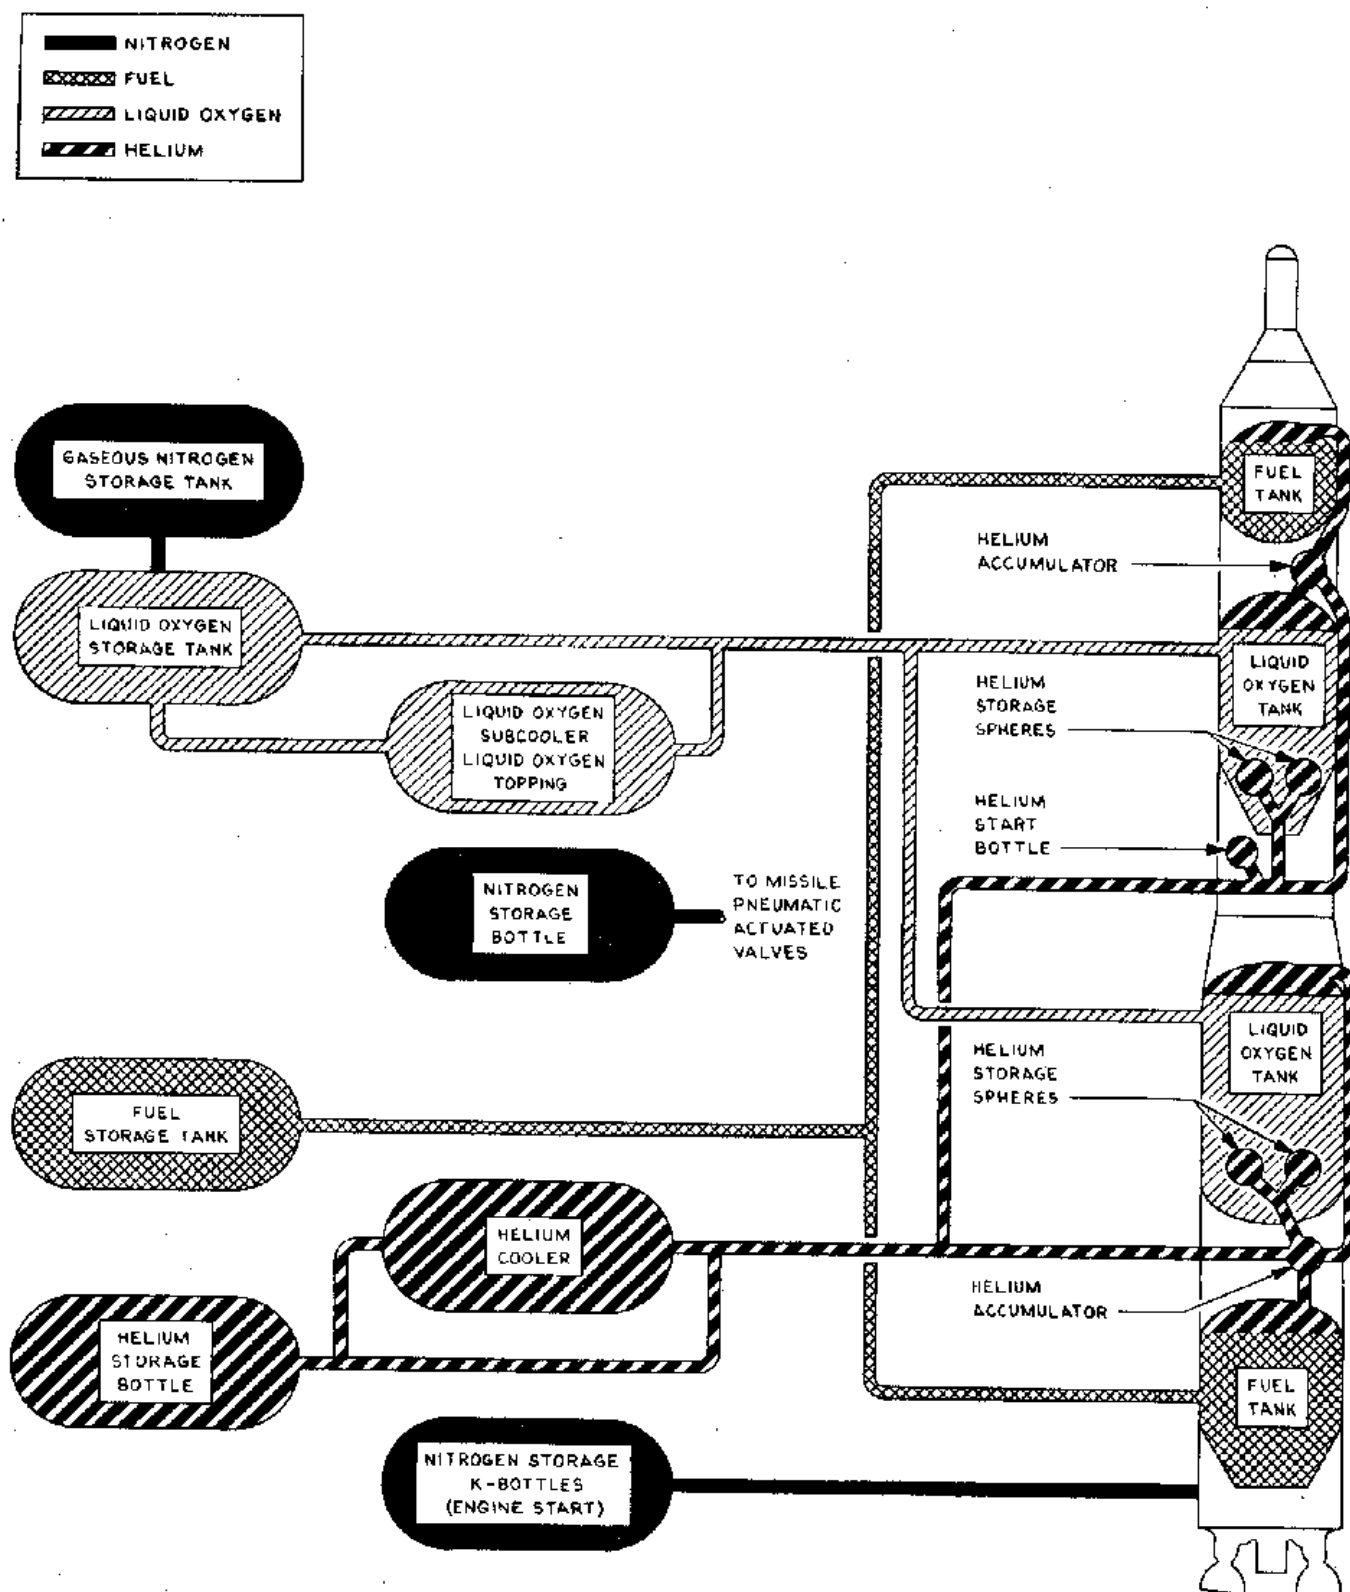 NITROGEN
FUEL
LIQUID OXYGEN
HELIUM
GASEOUS NITROGEN
STORAGE TANK
FUEL
TANK
HELIUM
ACCUMULATOR
LIQUID OXYGEN
STORAGE TANK
LIQUID
OXYGEN
TANK
HELIUM
STORAGE
SPHERES
LIQUID OXYGEN
SUBCOOLER
LIQUID OXYGEN
TOPPING
HELIUM
START
BOTTLE
NITROGEN
STORAGE
BOTTLE
TO MISSILE
PNEUMATIC
ACTUATED
VALVES
LIQUID
OXYGEN
TANK
HELIUM
STORAGE
SPHERES
FUEL
STORAGE TANK
HELIUM
COOLER
HELIUM
ACCUMULATOR
HELIUM
STORAGE
BOTTLE
FUEL
TANK
NITROGEN STORAGE
K-BOTTLES
(ENGINE START)